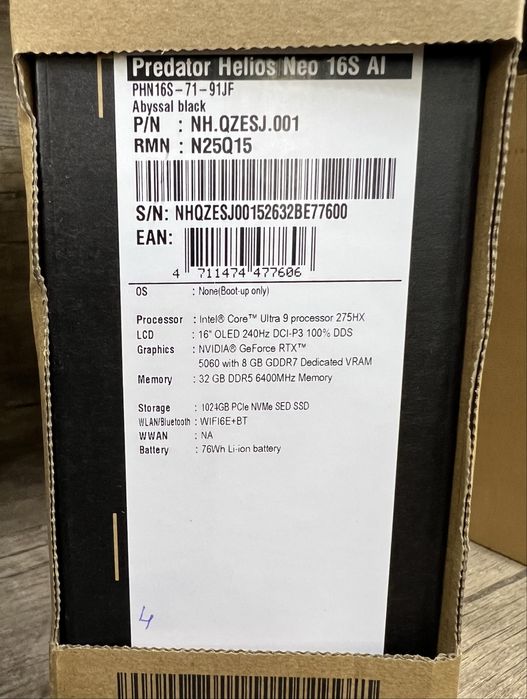 Predator Helios Neo 16S AI
PHN16S-71-91JF
Abyssal black
P/N : NH.QZESJ.001
RMN : N25Q15
S/N: NHQZESJ00152632BE77600
EAN:
4 711474 477606
OS : None(Boot-up only)
Processor : Intel® Core™ Ultra 9 processor 275HX
LCD : 16" OLED 240Hz DCI-P3 100% DDS
Graphics : NVIDIA® GeForce RTX™
5060 with 8 GB GDDR7 Dedicated VRAM
Memory : 32 GB DDR5 6400MHz Memory
Storage : 1024GB PCIe NVMe SED SSD
WLAN/Bluetooth : WIFI6E+BT
WWAN : NA
Battery : 76Wh Li-ion battery
4